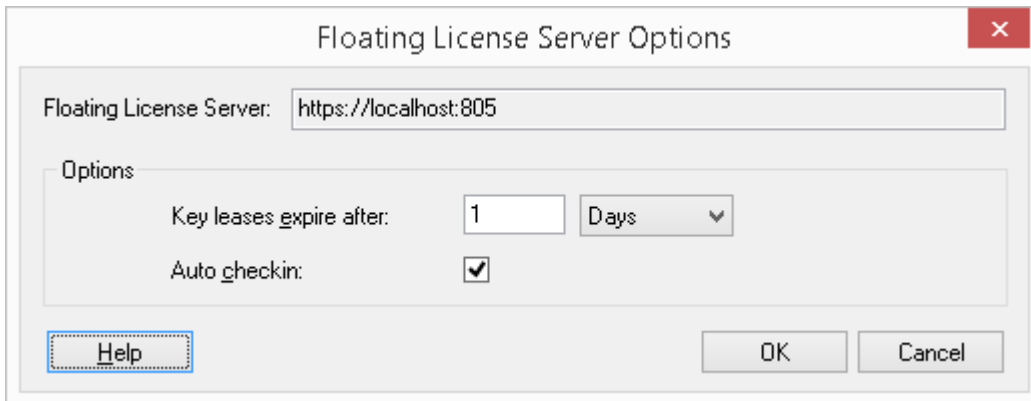 Floating License Server Options
Floating License Server: https://localhost:805
Options
Key leases expire after: 1 Days
Auto checkin:
Help OK Cancel